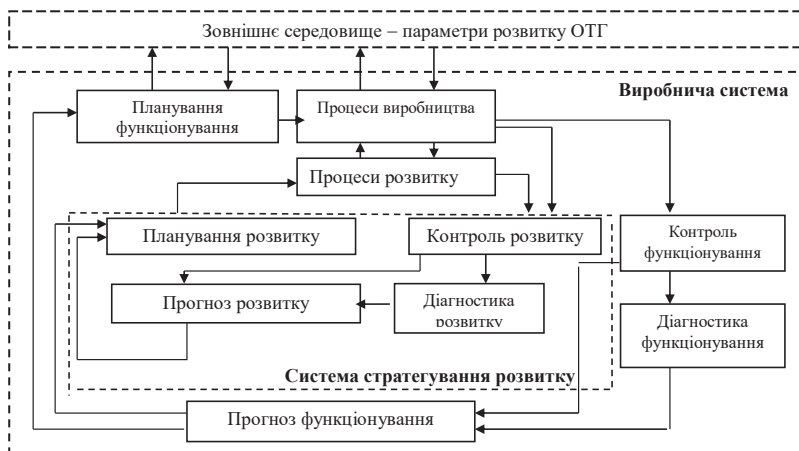 Зовнішнє середовище – параметри розвитку ОТГ
Виробнича система
Планування
функціонування
Процеси виробництва
Процеси розвитку
Планування розвитку
Контроль розвитку
Контроль
функціонування
Прогноз розвитку
Діагностика
розвитку
Діагностика
функціонування
Система стратегування розвитку
Прогноз функціонування